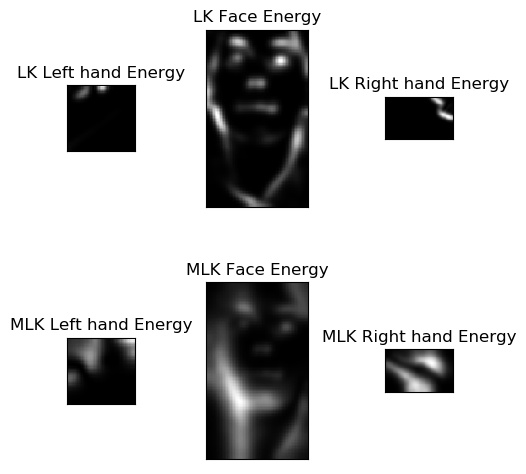 LK Face Energy
LK Left hand Energy
LK Right hand Energy
MLK Face Energy
MLK Left hand Energy
MLK Right hand Energy